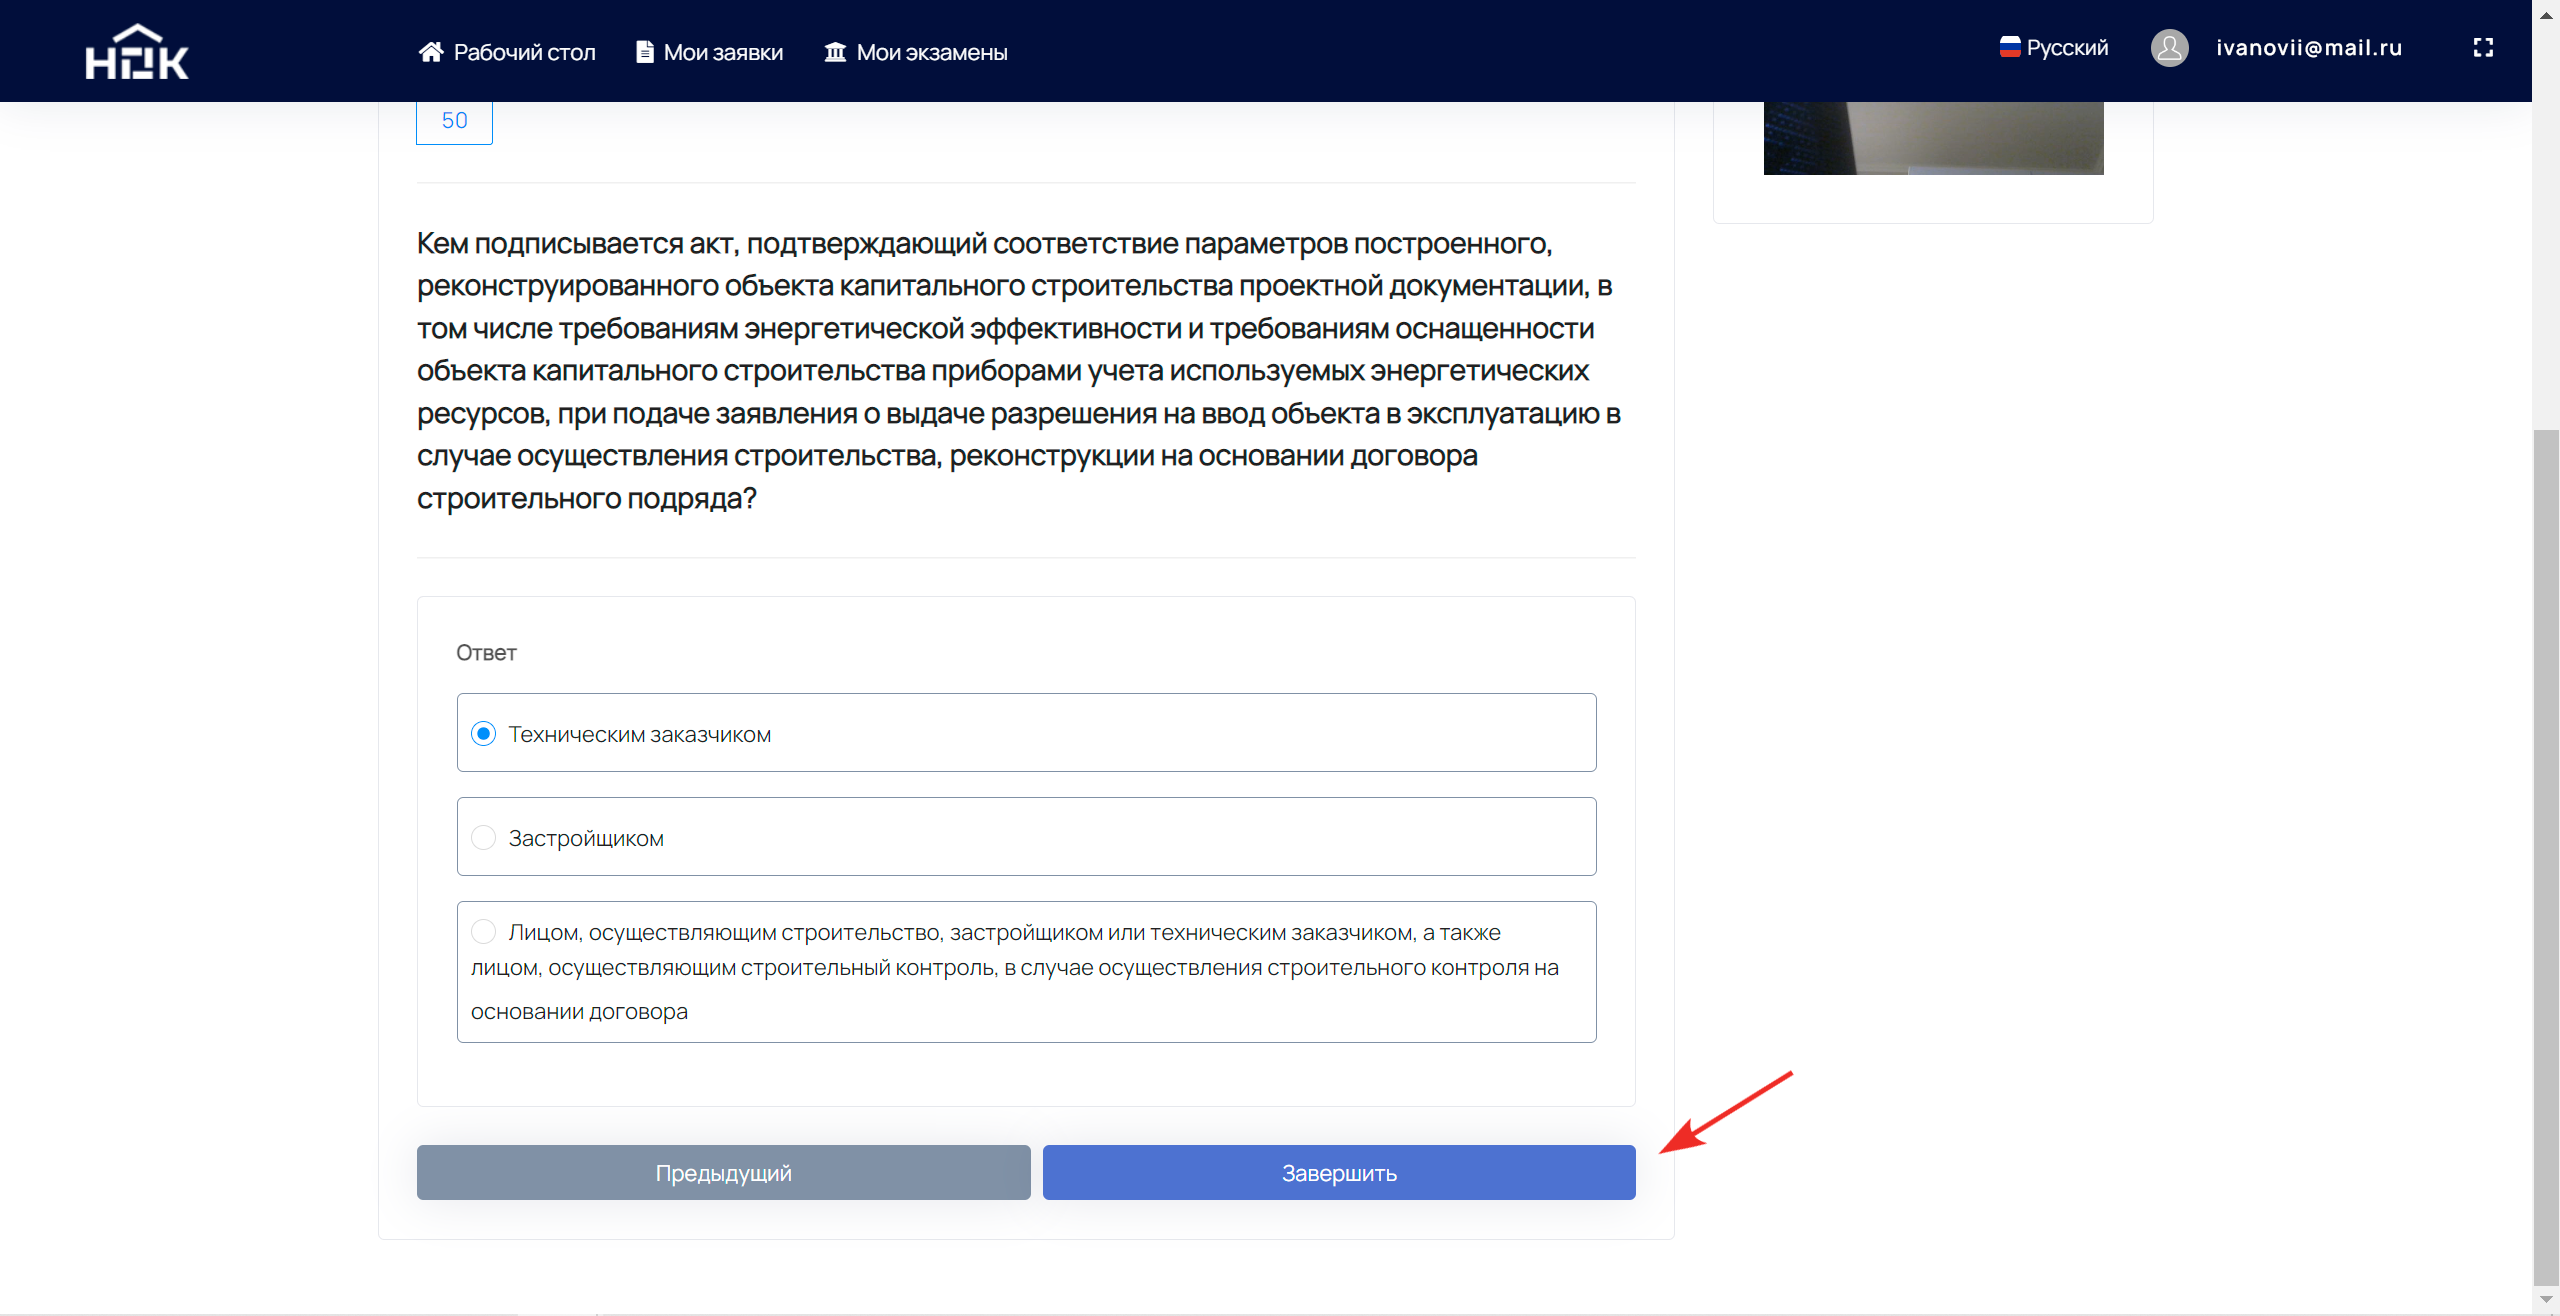 НОК
Рабочий стол
Мои заявки
Мои экзамены
Русский
ivanovii@mail.ru
50
Кем подписывается акт, подтверждающий соответствие параметров построенного,
реконструированного объекта капитального строительства проектной документации, в
том числе требованиям энергетической эффективности и требованиям оснащенности
объекта капитального строительства приборами учета используемых энергетических
ресурсов, при подаче заявления о выдаче разрешения на ввод объекта в эксплуатацию в
случае осуществления строительства, реконструкции на основании договора
строительного подряда?
Ответ
Техническим заказчиком
Застройщиком
Лицом, осуществляющим строительство, застройщиком или техническим заказчиком, а также
лицом, осуществляющим строительный контроль, в случае осуществления строительного контроля на
основании договора
Предыдущий
Завершить